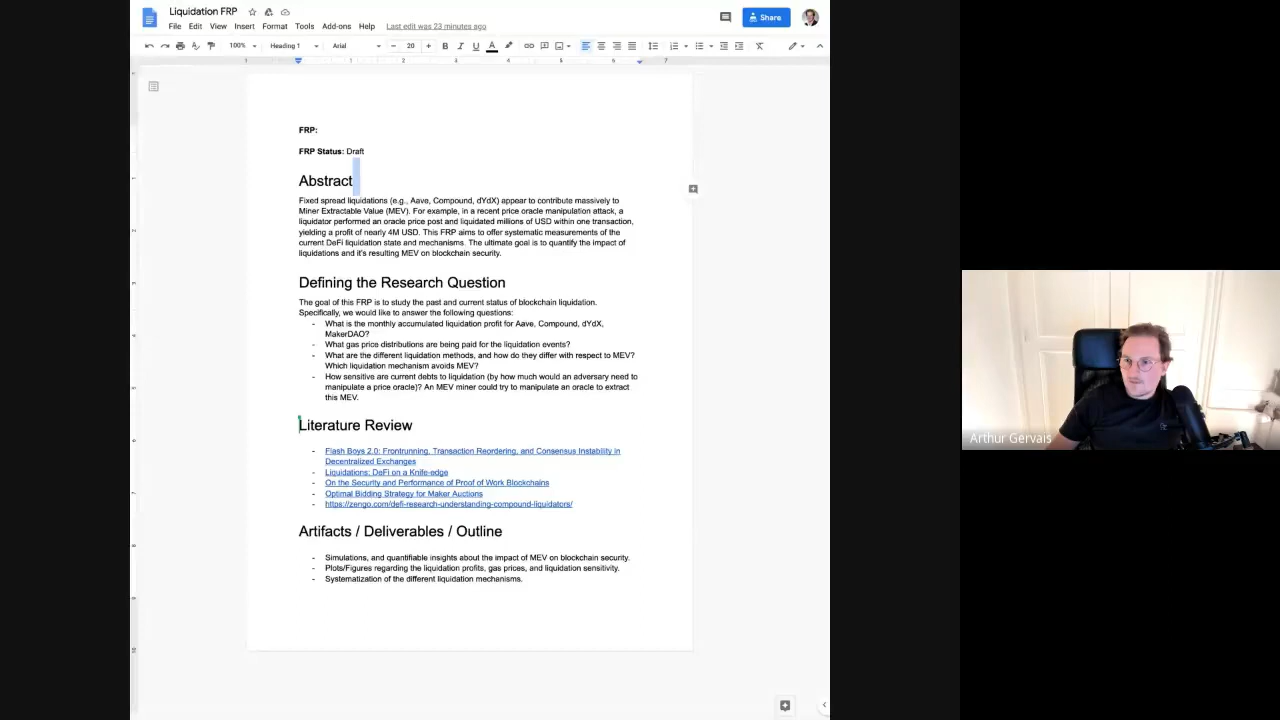 Liquidation FRP
File Edit View Insert Format Tools Add-ons Help Last edit was 23 minutes ago
Share
100% Heading 1 Arial 20 B I U A
1 1 2 3 4 5 6 7
FRP:
FRP Status: Draft
Abstract
Fixed spread liquidations (e.g., Aave, Compound, dYdX) appear to contribute massively to
Miner Extractable Value (MEV). For example, in a recent price oracle manipulation attack, a
liquidator performed an oracle price post and liquidated millions of USD within one transaction,
yielding a profit of nearly 4M USD. This FRP aims to offer systematic measurements of the
current DeFi liquidation state and mechanisms. The ultimate goal is to quantify the impact of
liquidations and it's resulting MEV on blockchain security.
Defining the Research Question
The goal of this FRP is to study the past and current status of blockchain liquidation.
Specifically, we would like to answer the following questions:
- What is the monthly accumulated liquidation profit for Aave, Compound, dYdX,
MakerDAO?
- What gas price distributions are being paid for the liquidation events?
- What are the different liquidation methods, and how do they differ with respect to MEV?
Which liquidation mechanism avoids MEV?
- How sensitive are current debts to liquidation (by how much would an adversary need to
manipulate a price oracle)? An MEV miner could try to manipulate an oracle to extract
this MEV.
Literature Review
- Flash Boys 2.0: Frontrunning, Transaction Reordering, and Consensus Instability in
Decentralized Exchanges
- Liquidations: DeFi on a Knife-edge
- On the Security and Performance of Proof of Work Blockchains
- Optimal Bidding Strategy for Maker Auctions
- https://zengo.com/defi-research-understanding-compound-liquidators/
Artifacts / Deliverables / Outline
- Simulations, and quantifiable insights about the impact of MEV on blockchain security.
- Plots/Figures regarding the liquidation profits, gas prices, and liquidation sensitivity.
- Systematization of the different liquidation mechanisms.
Arthur Gervais